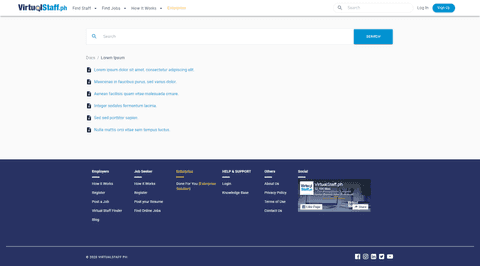 VirtualStaff.ph
Find Staff
Find Jobs
How it Works
Enterprise
Search
Log In
Sign Up
Search
SEARCH
Docs / Lorem Ipsum
Lorem ipsum dolor sit amet, consectetur adipiscing elit.
Maecenas in faucibus purus, sed varius dolor.
Aenean facilisis quam vitae malesuada ornare.
Integer sodales fermentum lacinia.
Sed sed porttitor sapien.
Nulla mattis orci vitae sem tempus luctus.
Employers
How it Works
Register
Find a Job
Virtual Staff Finder
Blog
Job Seeker
How it Works
Register
Find your Resume
Find Online Jobs
Enterprise
Done For You (Enterprise Solution)
HELP & SUPPORT
Login
Knowledge Base
Others
About Us
Privacy Policy
Terms of Use
Contact Us
Social
VirtualStaff.ph
Like Page
Share
© 2020 VIRTUALSTAFF.PH